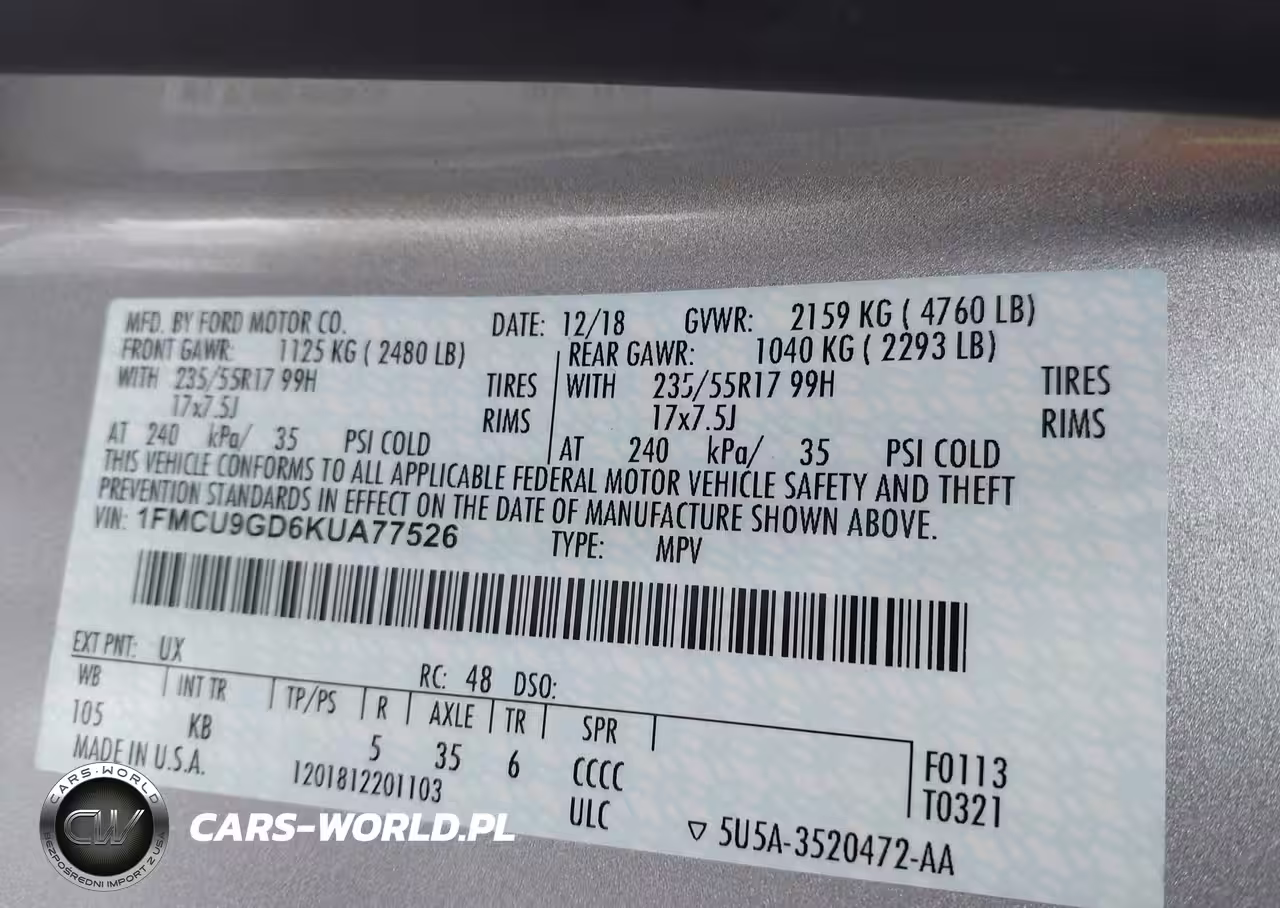 MFD. BY FORD MOTOR CO. DATE: 12/18 GVWR: 2159 KG ( 4760 LB)
FRONT GAWR: 1125 KG ( 2480 LB) REAR GAWR: 1040 KG ( 2293 LB)
WITH 235/55R17 99H TIRES WITH 235/55R17 99H TIRES
17x7.5J RIMS 17x7.5J RIMS
AT 240 kPa/ 35 PSI COLD AT 240 kPa/ 35 PSI COLD
THIS VEHICLE CONFORMS TO ALL APPLICABLE FEDERAL MOTOR VEHICLE SAFETY AND THEFT
PREVENTION STANDARDS IN EFFECT ON THE DATE OF MANUFACTURE SHOWN ABOVE.
VIN: 1FMCU9GD6KUA77526 TYPE: MPV
EXT PNT: UX RC: 48 DSO:
WB INT TR TP/PS R AXLE TR SPR
105 KB 5 35 6 CCCC F0113
MADE IN U.S.A. 1201812201103 ULC T0321
▽ 5U5A-3520472-AA
CARS-WORLD
CW
BEZPOŚREDNI IMPORT Z USA
CARS-WORLD.PL